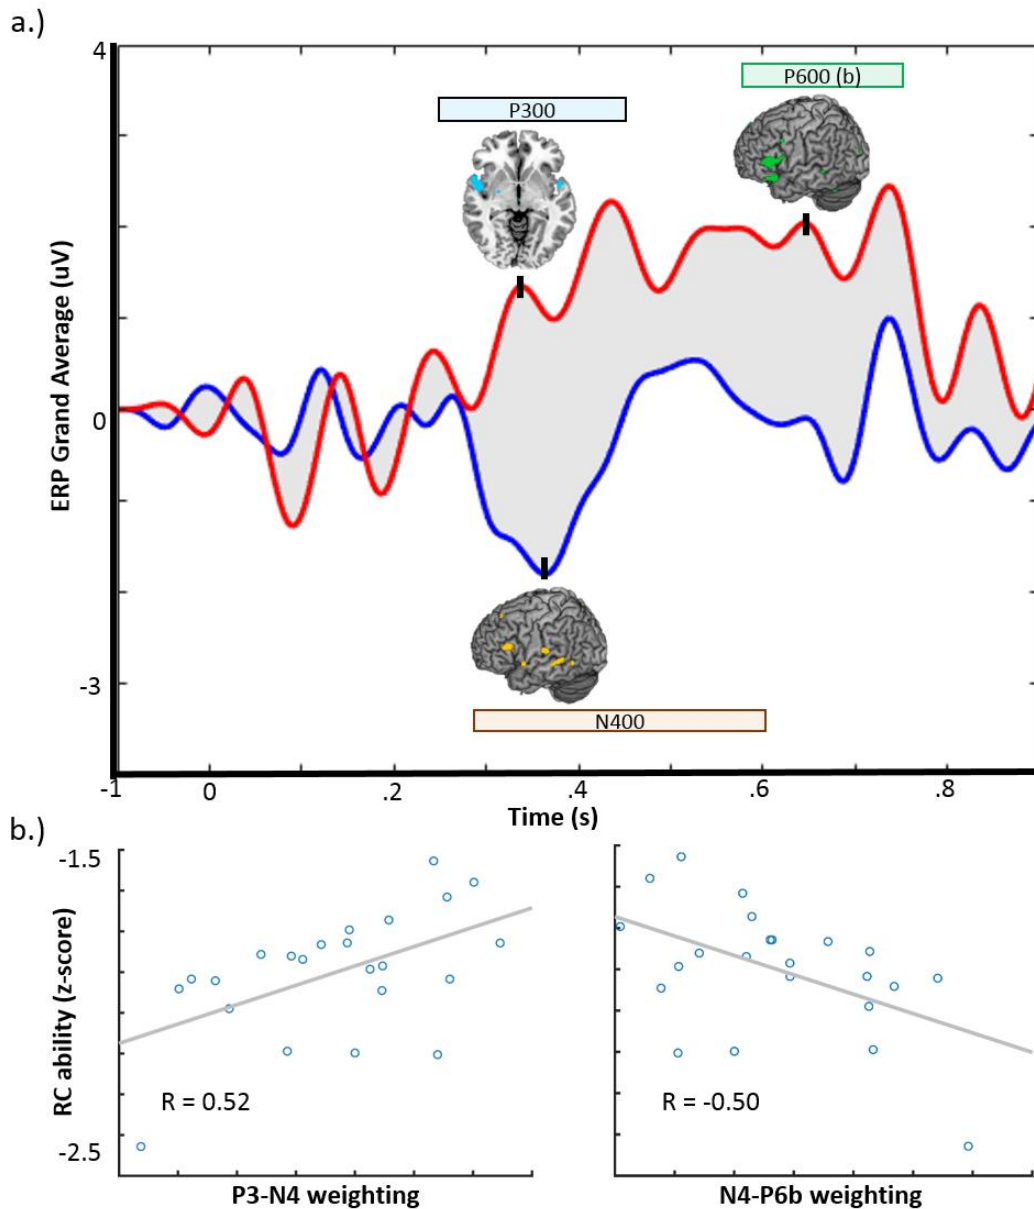 a.)
4
P600 (b)
P300
ERP Grand Average (uV)
0
-3
N400
-1
0
.2
.4
.6
.8
Time (s)
b.)
-1.5
RC ability (z-score)
R = 0.52
R = -0.50
-2.5
P3-N4 weighting
N4-P6b weighting